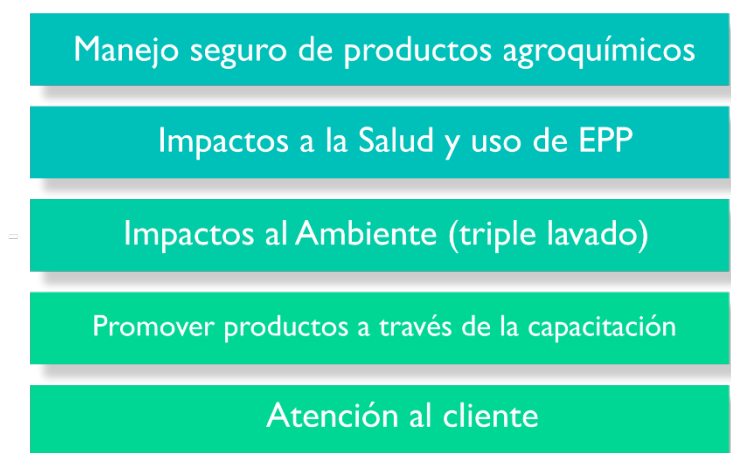 Manejo seguro de productos agroquímicos
Impactos a la Salud y uso de EPP
Impactos al Ambiente (triple lavado)
Promover productos a través de la capacitación
Atención al cliente